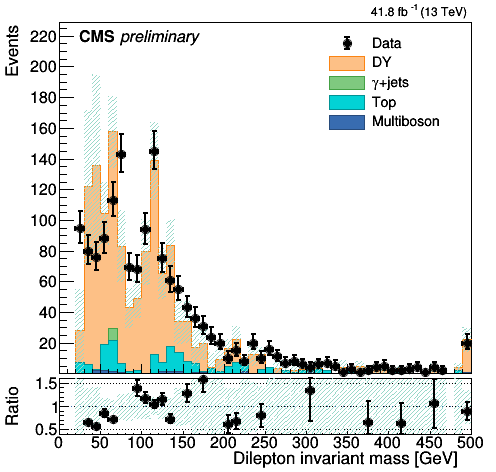 41.8 fb⁻¹ (13 TeV)
CMS preliminary
Events
220
200
180
160
140
120
100
80
60
40
20
Data
DY
γ+jets
Top
Multiboson
Ratio
1.5
1
0.5
0 50 100 150 200 250 300 350 400 450 500
Dilepton invariant mass [GeV]